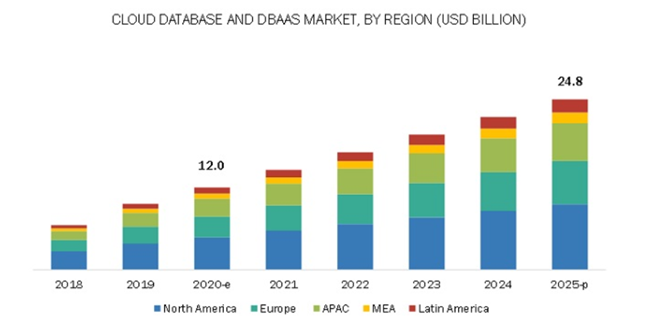 CLOUD DATABASE AND DBAAS MARKET, BY REGION (USD BILLION)
24.8
12.0
2018 2019 2020-e 2021 2022 2023 2024 2025-p
North America Europe APAC MEA Latin America